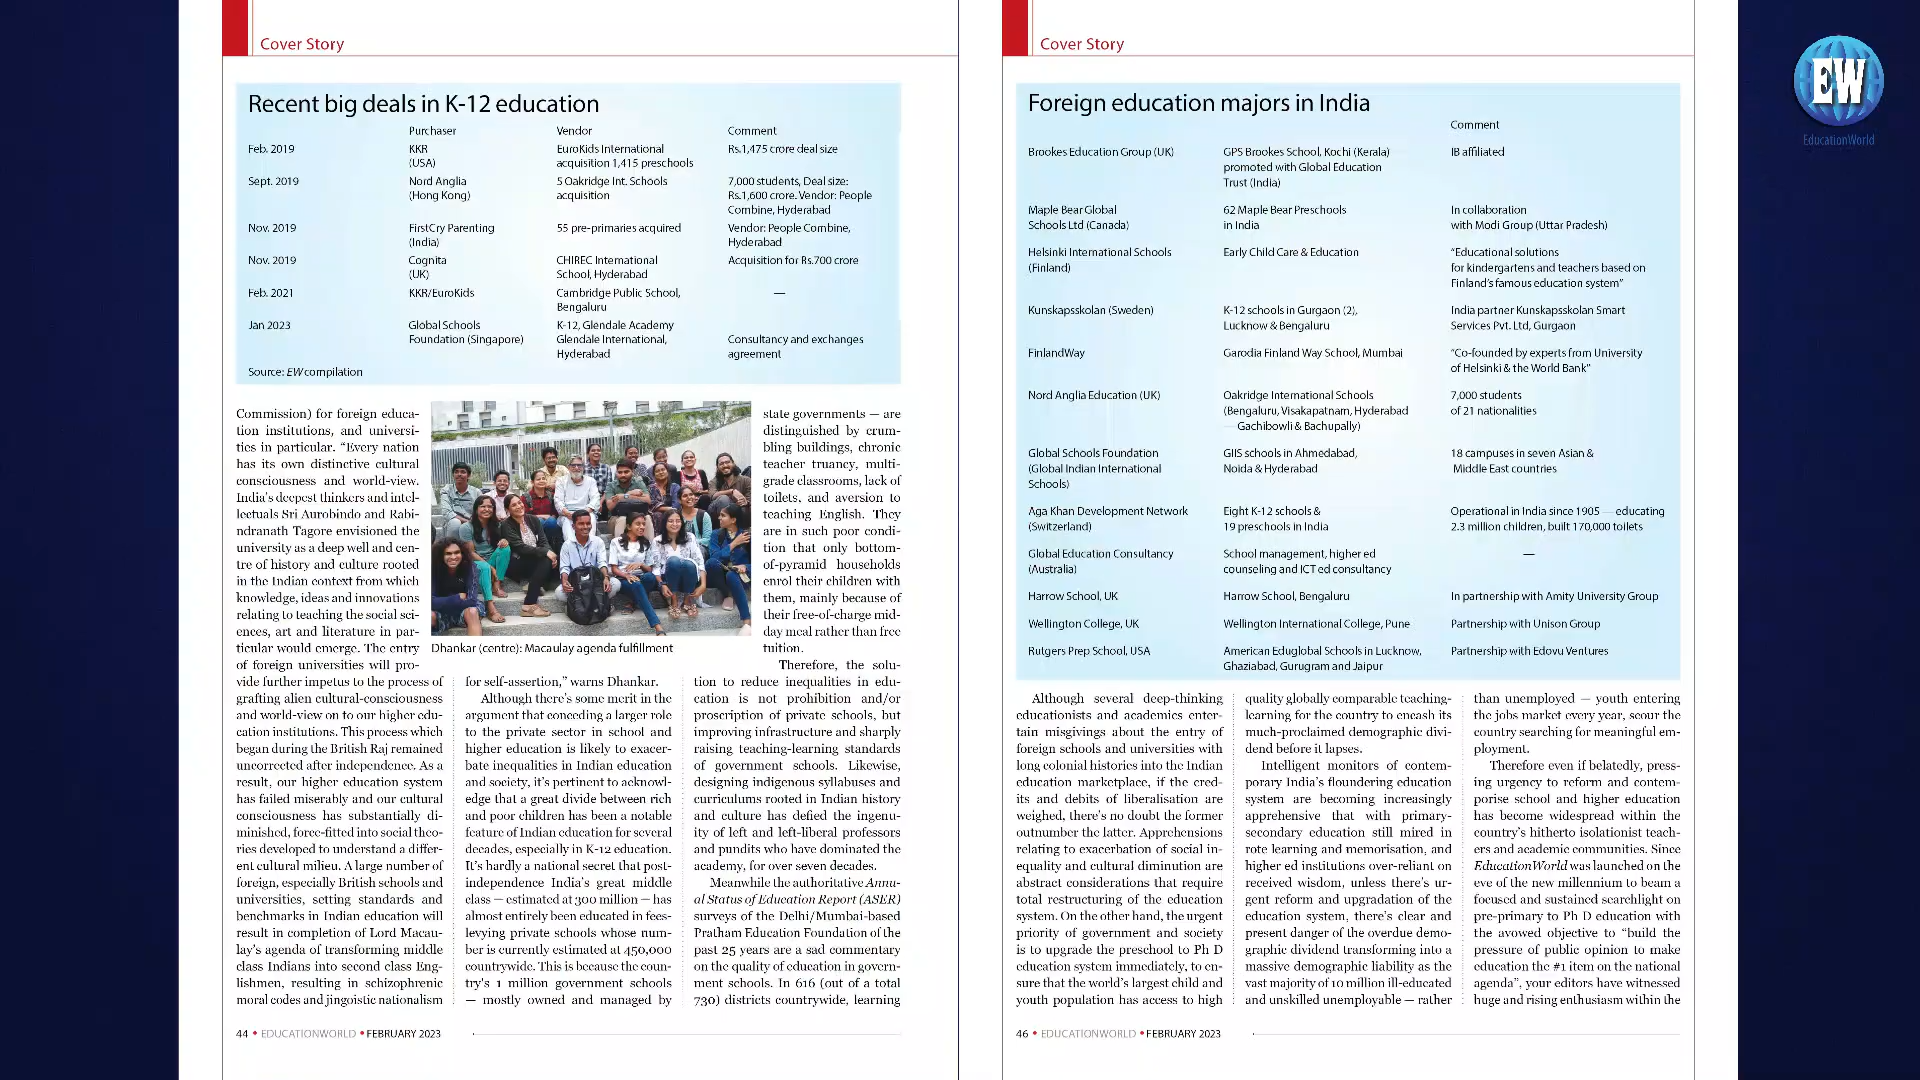 Cover Story
Recent big deals in K-12 education
Purchaser Vendor Comment
Feb. 2019 KKR EuroKids International Rs.1,475 crore deal size
(USA) acquisition 1,415 preschools
Sept. 2019 Nord Anglia 5 Oakridge Int. Schools 7,000 students, Deal size:
(Hong Kong) acquisition Rs.1,600 crore. Vendor: People
Combine, Hyderabad
Nov. 2019 FirstCry Parenting 55 pre-primaries acquired Vendor: People Combine,
(India) Hyderabad
Nov. 2019 Cognita CHIREC International Acquisition for Rs.700 crore
(UK) School, Hyderabad
Feb. 2021 KKR/EuroKids Cambridge Public School, —
Bengaluru
Jan 2023 Global Schools K-12, Glendale Academy
Foundation (Singapore) Glendale International, Consultancy and exchanges
Hyderabad agreement
Source: EW compilation
Commission) for foreign educa-
tion institutions, and universi-
ties in particular. “Every nation
has its own distinctive cultural
consciousness and world-view.
India’s deepest thinkers and intel-
lectuals Sri Aurobindo and Rabi-
ndranath Tagore envisioned the
university as a deep well and cen-
tre of history and culture rooted
in the Indian context from which
knowledge, ideas and innovations
relating to teaching the social sci-
ences, art and literature in par-
ticular would emerge. The entry
of foreign universities will pro-
vide further impetus to the process of
grafting alien cultural-consciousness
and world-view on to our higher edu-
cation institutions. This process which
began during the British Raj remained
uncorrected after independence. As a
result, our higher education system
has failed miserably and our cultural
consciousness has substantially di-
minished, force-fitted into social theo-
ries developed to understand a differ-
ent cultural milieu. A large number of
foreign, especially British schools and
universities, setting standards and
benchmarks in Indian education will
result in completion of Lord Macau-
lay’s agenda of transforming middle
class Indians into second class Eng-
lishmen, resulting in schizophrenic
moral codes and jingoistic nationalism
Dhankar (centre): Macaulay agenda fulfillment
for self-assertion,” warns Dhankar.
Although there’s some merit in the
argument that conceding a larger role
to the private sector in school and
higher education is likely to exacer-
bate inequalities in Indian education
and society, it’s pertinent to acknowl-
edge that a great divide between rich
and poor children has been a notable
feature of Indian education for several
decades, especially in K-12 education.
It’s hardly a national secret that post-
independence India’s great middle
class — estimated at 300 million — has
almost entirely been educated in fees-
levying private schools whose num-
ber is currently estimated at 450,000
countrywide. This is because the coun-
try’s 1 million government schools
— mostly owned and managed by
state governments — are
distinguished by crum-
bling buildings, chronic
teacher truancy, multi-
grade classrooms, lack of
toilets, and aversion to
teaching English. They
are in such poor condi-
tion that only bottom-
of-pyramid households
enrol their children with
them, mainly because of
their free-of-charge mid-
day meal rather than free
tuition.
Therefore, the solu-
tion to reduce inequalities in edu-
cation is not prohibition and/or
proscription of private schools, but
improving infrastructure and sharply
raising teaching-learning standards
of government schools. Likewise,
designing indigenous syllabuses and
curriculums rooted in Indian history
and culture has defied the ingenu-
ity of left and left-liberal professors
and pundits who have dominated the
academy, for over seven decades.
Meanwhile the authoritative Annu-
al Status of Education Report (ASER)
surveys of the Delhi/Mumbai-based
Pratham Education Foundation of the
past 25 years are a sad commentary
on the quality of education in govern-
ment schools. In 616 (out of a total
730) districts countrywide, learning
44 • EDUCATIONWORLD • FEBRUARY 2023
Cover Story
Foreign education majors in India
Comment
Brookes Education Group (UK) GPS Brookes School, Kochi (Kerala) IB affiliated
promoted with Global Education
Trust (India)
Maple Bear Global 62 Maple Bear Preschools In collaboration
Schools Ltd (Canada) in India with Modi Group (Uttar Pradesh)
Helsinki International Schools Early Child Care & Education “Educational solutions
(Finland) for kindergartens and teachers based on
Finland’s famous education system”
Kunskapsskolan (Sweden) K-12 schools in Gurgaon (2), India partner Kunskapsskolan Smart
Lucknow & Bengaluru Services Pvt. Ltd, Gurgaon
FinlandWay Garodia Finland Way School, Mumbai “Co-founded by experts from University
of Helsinki & the World Bank”
Nord Anglia Education (UK) Oakridge International Schools 7,000 students
(Bengaluru, Visakapatnam, Hyderabad of 21 nationalities
— Gachibowli & Bachupally)
Global Schools Foundation GIIS schools in Ahmedabad, 18 campuses in seven Asian &
(Global Indian International Noida & Hyderabad Middle East countries
Schools)
Aga Khan Development Network Eight K-12 schools & Operational in India since 1905 — educating
(Switzerland) 19 preschools in India 2.3 million children, built 170,000 toilets
Global Education Consultancy School management, higher ed —
(Australia) counseling and ICT ed consultancy
Harrow School, UK Harrow School, Bengaluru In partnership with Amity University Group
Wellington College, UK Wellington International College, Pune Partnership with Unison Group
Rutgers Prep School, USA American Eduglobal Schools in Lucknow, Partnership with Edovu Ventures
Ghaziabad, Gurugram and Jaipur
Although several deep-thinking
educationists and academics enter-
tain misgivings about the entry of
foreign schools and universities with
long colonial histories into the Indian
education marketplace, if the cred-
its and debits of liberalisation are
weighed, there’s no doubt the former
outnumber the latter. Apprehensions
relating to exacerbation of social in-
equality and cultural diminution are
abstract considerations that require
total restructuring of the education
system. On the other hand, the urgent
priority of government and society
is to upgrade the preschool to Ph D
education system immediately, to en-
sure that the world’s largest child and
youth population has access to high
quality globally comparable teaching-
learning for the country to encash its
much-proclaimed demographic divi-
dend before it lapses.
Intelligent monitors of contem-
porary India’s floundering education
system are becoming increasingly
apprehensive that with primary-
secondary education still mired in
rote learning and memorisation, and
higher ed institutions over-reliant on
received wisdom, unless there’s ur-
gent reform and upgradation of the
education system, there’s clear and
present danger of the overdue demo-
graphic dividend transforming into a
massive demographic liability as the
vast majority of 10 million ill-educated
and unskilled unemployable — rather
than unemployed — youth entering
the jobs market every year, scour the
country searching for meaningful em-
ployment.
Therefore even if belatedly, press-
ing urgency to reform and contem-
porise school and higher education
has become widespread within the
country’s hitherto isolationist teach-
ers and academic communities. Since
EducationWorld was launched on the
eve of the new millennium to beam a
focused and sustained searchlight on
pre-primary to Ph D education with
the avowed objective to “build the
pressure of public opinion to make
education the #1 item on the national
agenda”, your editors have witnessed
huge and rising enthusiasm within the
46 • EDUCATIONWORLD • FEBRUARY 2023
EW
EducationWorld